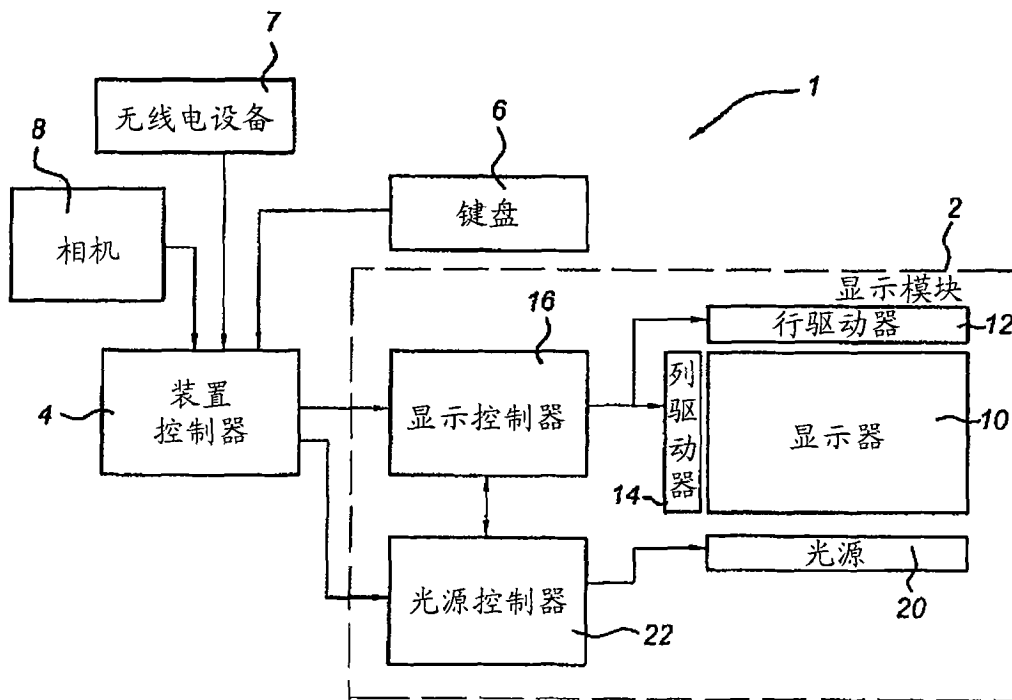 7
无线电设备
1
8
相机
6
键盘
2
显示模块
16
行驱动器
12
4
装置
控制器
显示控制器
列驱动器
14
显示器
10
光源控制器
22
光源
20